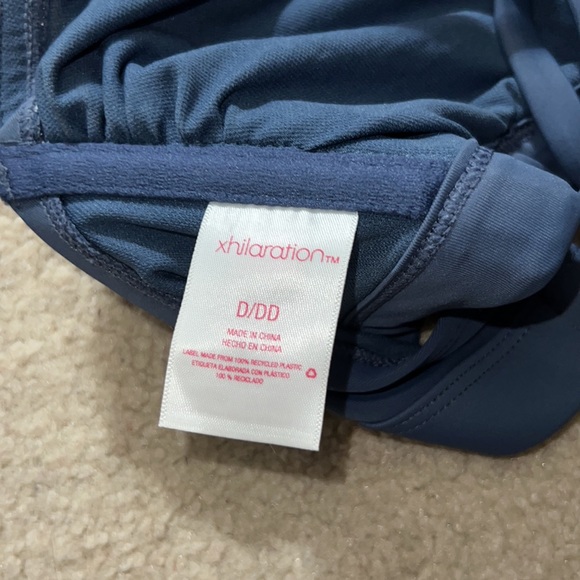 xhilaration™
D/DD
MADE IN CHINA
HECHO EN CHINA
LABEL MADE FROM 100% RECYCLED PLASTIC
ETIQUETA ELABORADA CON PLÁSTICO
100 % RECICLADO